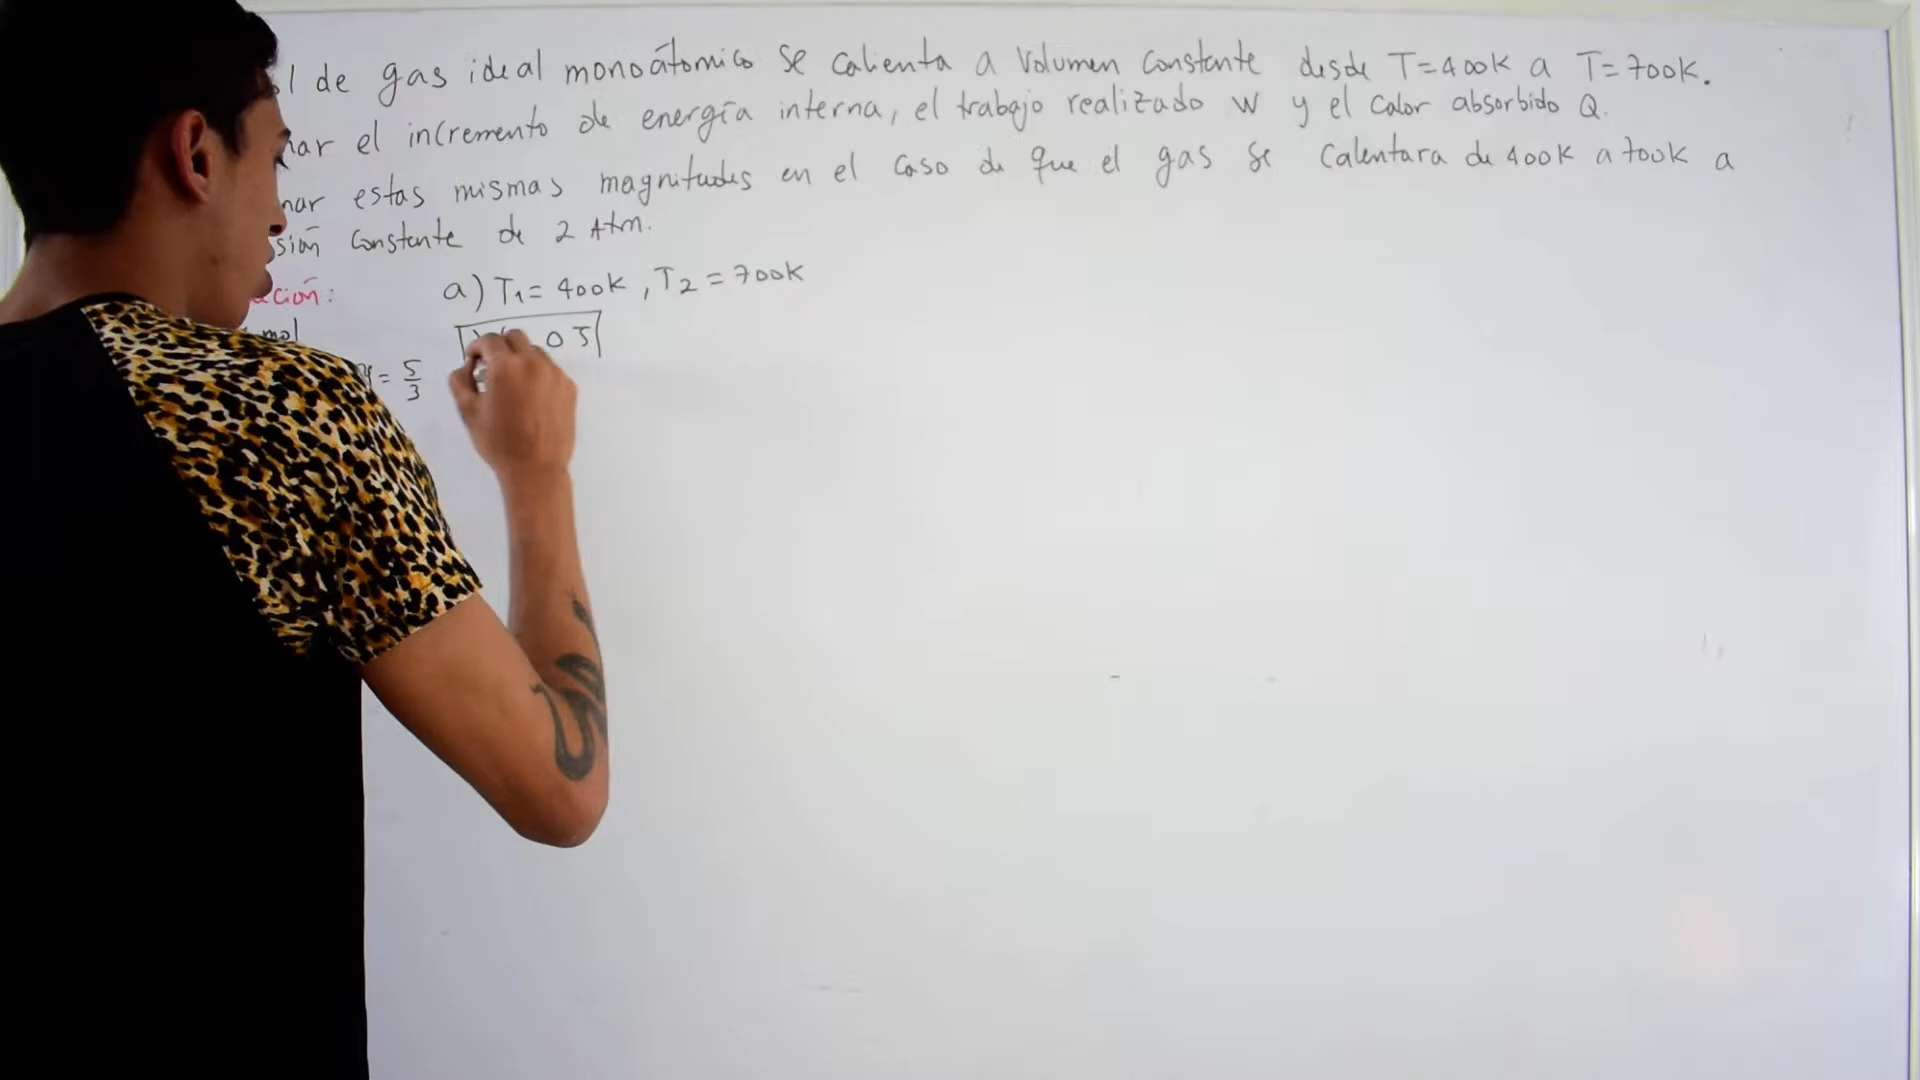 l de gas ideal monoátomico se calienta a volumen constante desde T=400K a T=700K.
nar el incremento de energía interna, el trabajo realizado W y el calor absorbido Q.
nar estas mismas magnitudes en el caso de que el gas se calentara de 400K a 700K a
sión constante de 2 Atm.
ación:
mol
= 5/3
a) T1 = 400K , T2 = 700K
0 J